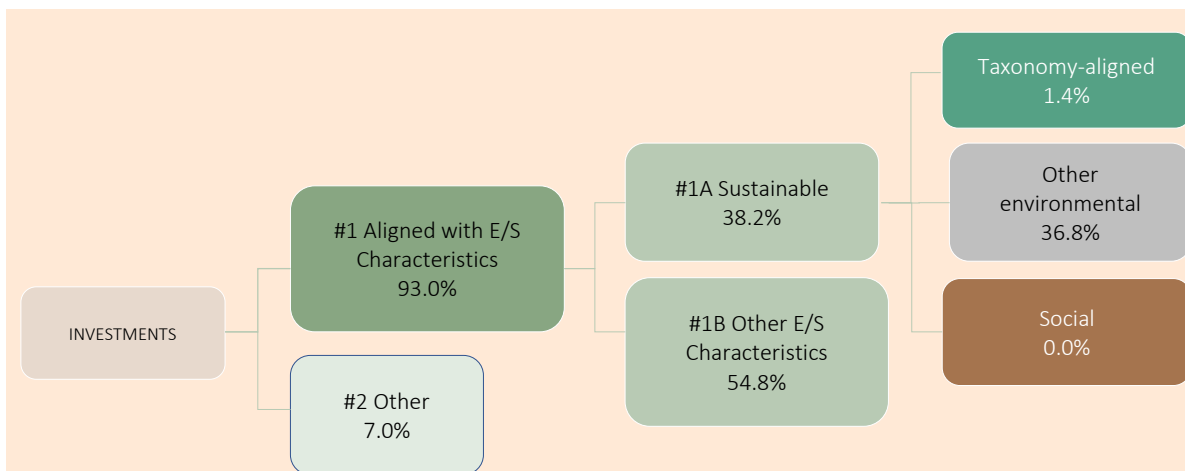 INVESTMENTS
#1 Aligned with E/S
Characteristics
93.0%
#2 Other
7.0%
#1A Sustainable
38.2%
#1B Other E/S
Characteristics
54.8%
Taxonomy-aligned
1.4%
Other
environmental
36.8%
Social
0.0%